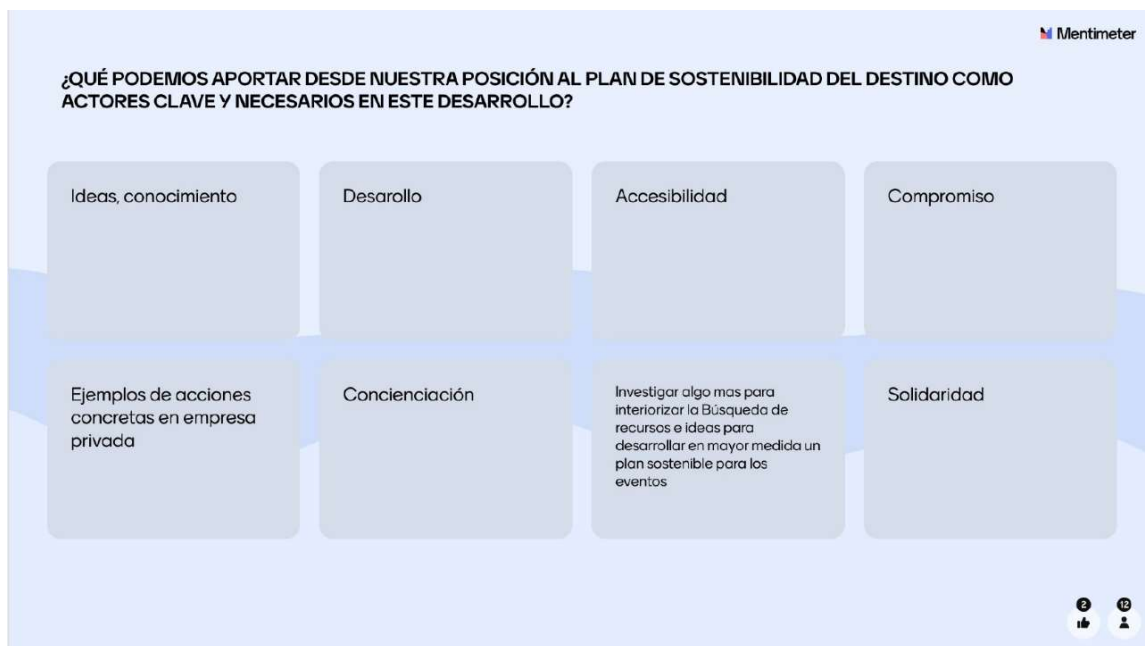 Mentimeter
¿QUÉ PODEMOS APORTAR DESDE NUESTRA POSICIÓN AL PLAN DE SOSTENIBILIDAD DEL DESTINO COMO
ACTORES CLAVE Y NECESARIOS EN ESTE DESARROLLO?
Ideas, conocimiento
Desarollo
Accesibilidad
Compromiso
Ejemplos de acciones
concretas en empresa
privada
Concienciación
Investigar algo mas para
interiorizar la Búsqueda de
recursos e ideas para
desarrollar en mayor medida un
plan sostenible para los
eventos
Solidaridad
2
12